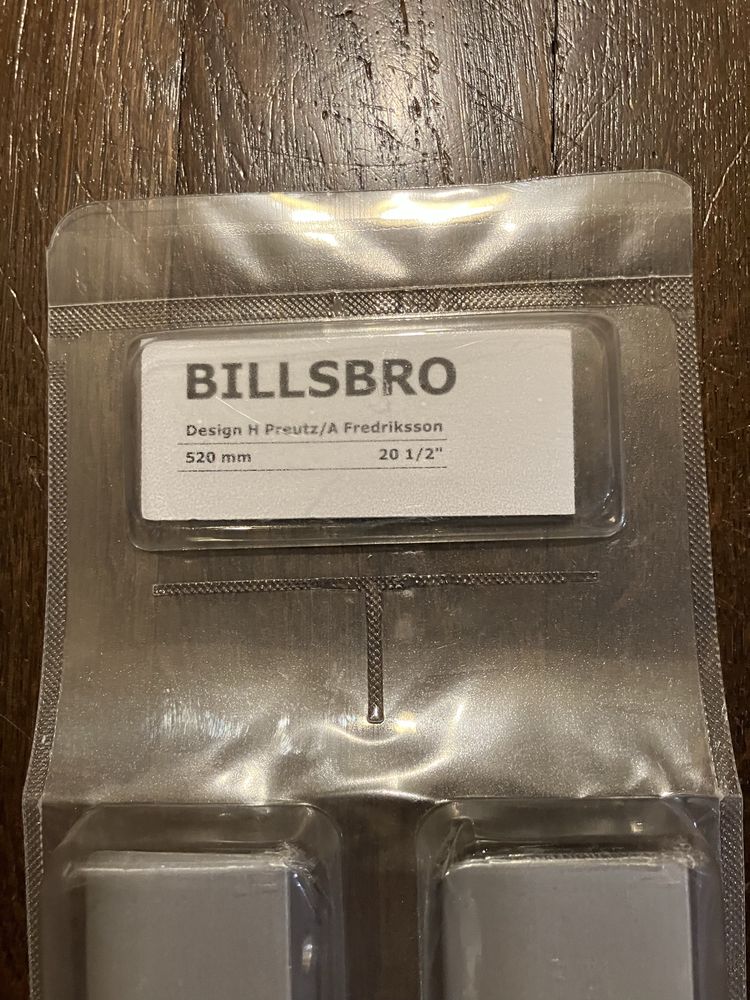 BILLSBRO
Design H Preutz/A Fredriksson
520 mm 20 1/2"